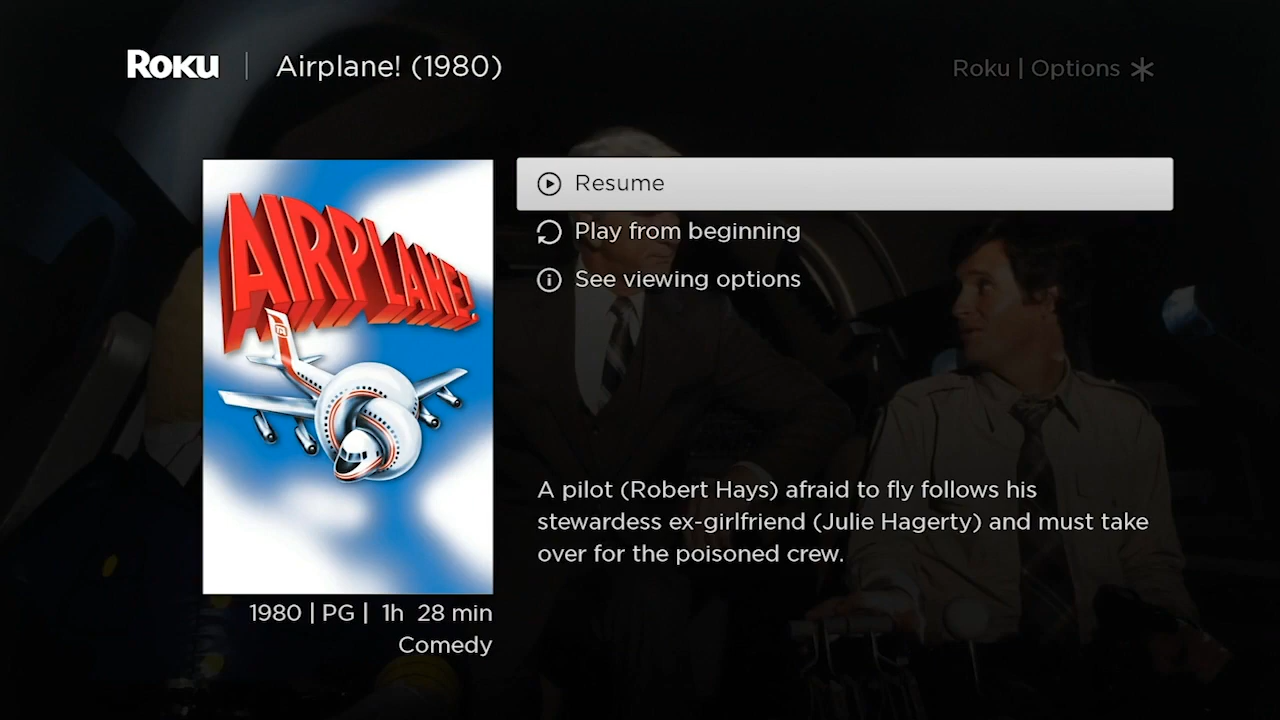 Roku | Airplane! (1980)
Roku | Options
AIRPLANE!
Resume
Play from beginning
See viewing options
A pilot (Robert Hays) afraid to fly follows his
stewardess ex-girlfriend (Julie Hagerty) and must take
over for the poisoned crew.
1980 | PG | 1h 28 min
Comedy